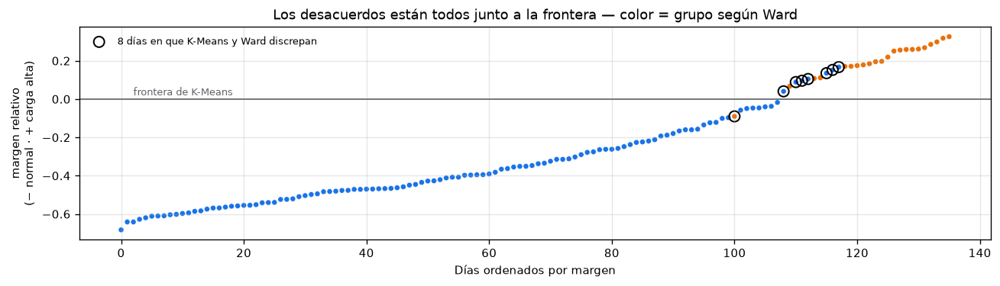 Los desacuerdos están todos junto a la frontera — color = grupo según Ward
8 días en que K-Means y Ward discrepan
frontera de K-Means
margen relativo
(− normal · + carga alta)
0.2
0.0
−0.2
−0.4
−0.6
0 20 40 60 80 100 120 140
Días ordenados por margen